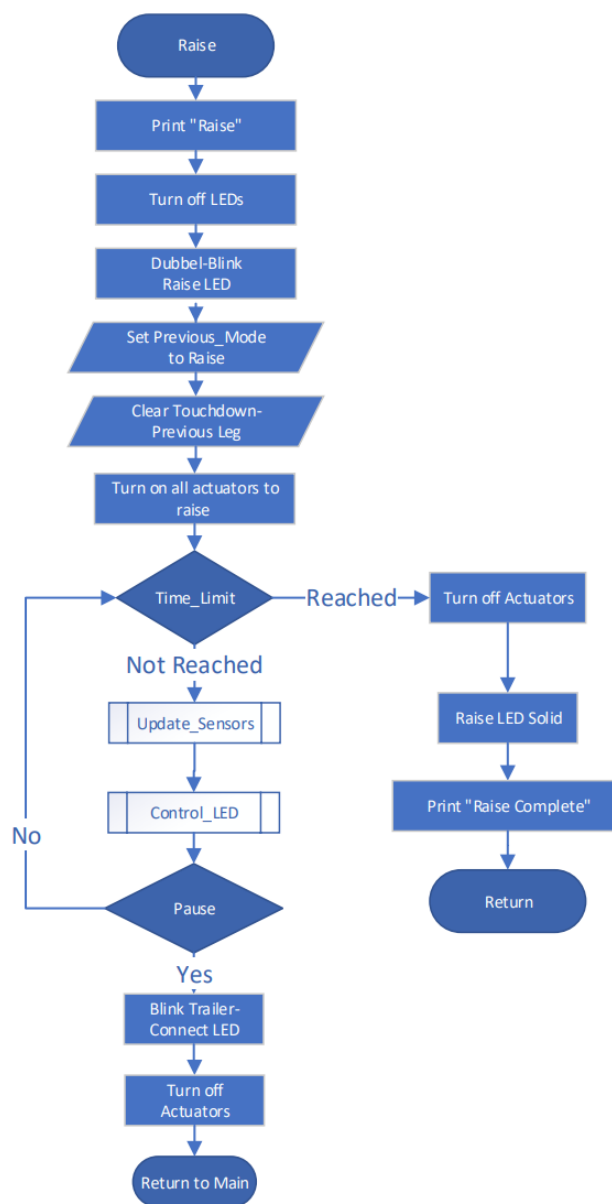 Raise
Print "Raise"
Turn off LEDs
Dubbel-Blink
Raise LED
Set Previous_Mode
to Raise
Clear Touchdown-
Previous Leg
Turn on all actuators to
raise
Time_Limit
Reached
Turn off Actuators
Not Reached
Update_Sensors
Raise LED Solid
Control_LED
Print "Raise Complete"
No
Pause
Return
Yes
Blink Trailer-
Connect LED
Turn off
Actuators
Return to Main